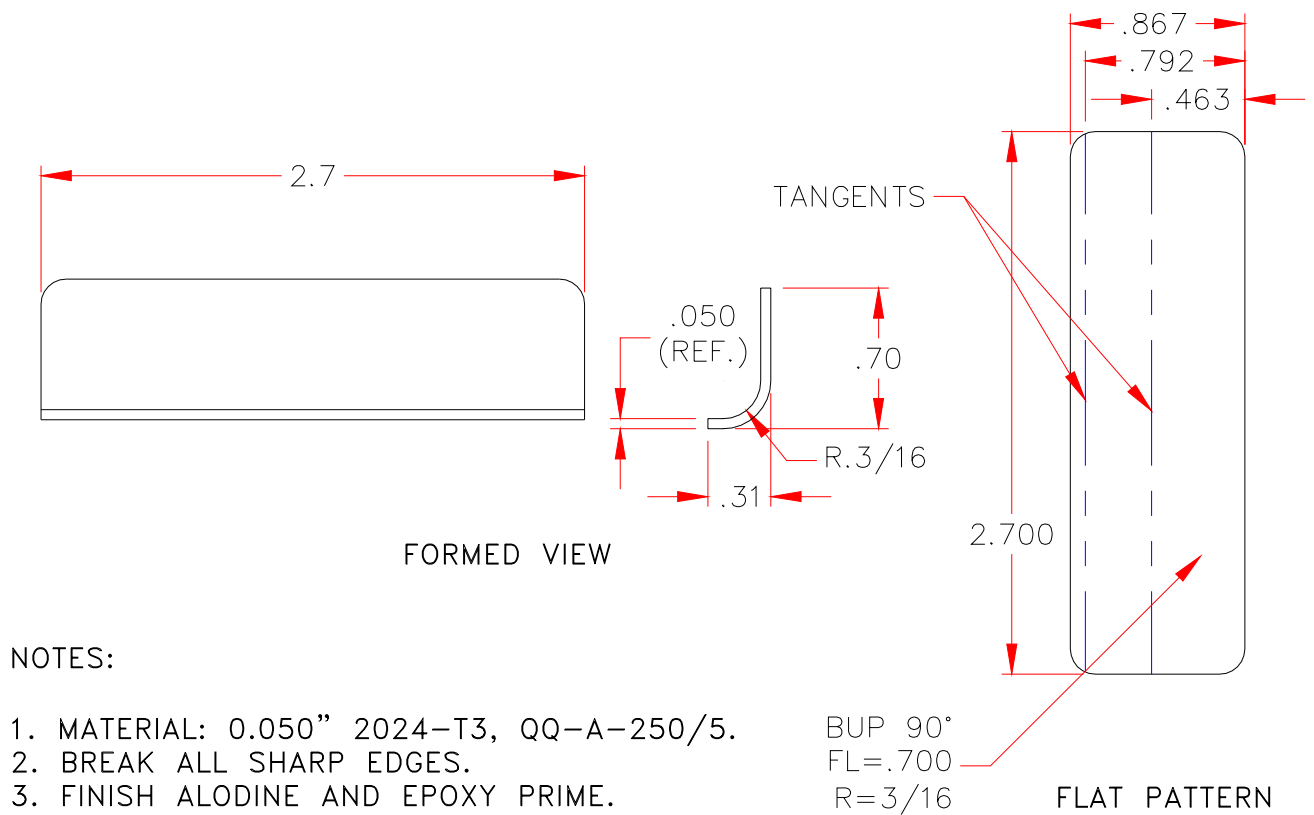 .867
.792
.463
2.7
TANGENTS
.050
(REF.)
.70
R.3/16
.31
2.700
FORMED VIEW
NOTES:
1. MATERIAL: 0.050” 2024-T3, QQ-A-250/5.
2. BREAK ALL SHARP EDGES.
3. FINISH ALODINE AND EPOXY PRIME.
BUP 90°
FL=.700
R=3/16
FLAT PATTERN